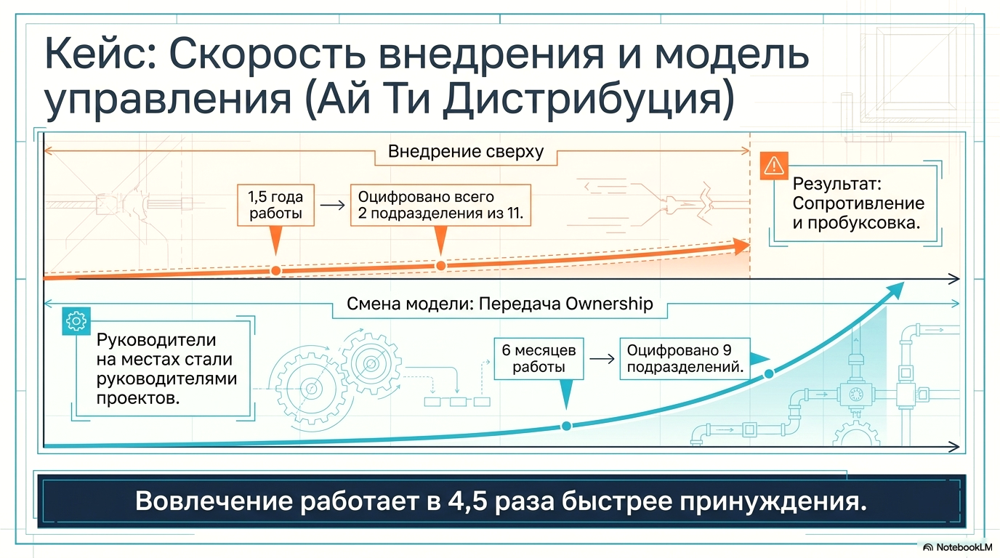 Кейс: Скорость внедрения и модель
управления (Ай Ти Дистрибуция)
Внедрение сверху
1,5 года
работы
Оцифровано всего
2 подразделения из 11.
Результат:
Сопротивление
и пробуксовка.
Смена модели: Передача Ownership
Руководители
на местах стали
руководителями
проектов.
6 месяцев
работы
Оцифровано 9
подразделений.
Вовлечение работает в 4,5 раза быстрее принуждения.
NotebookLM